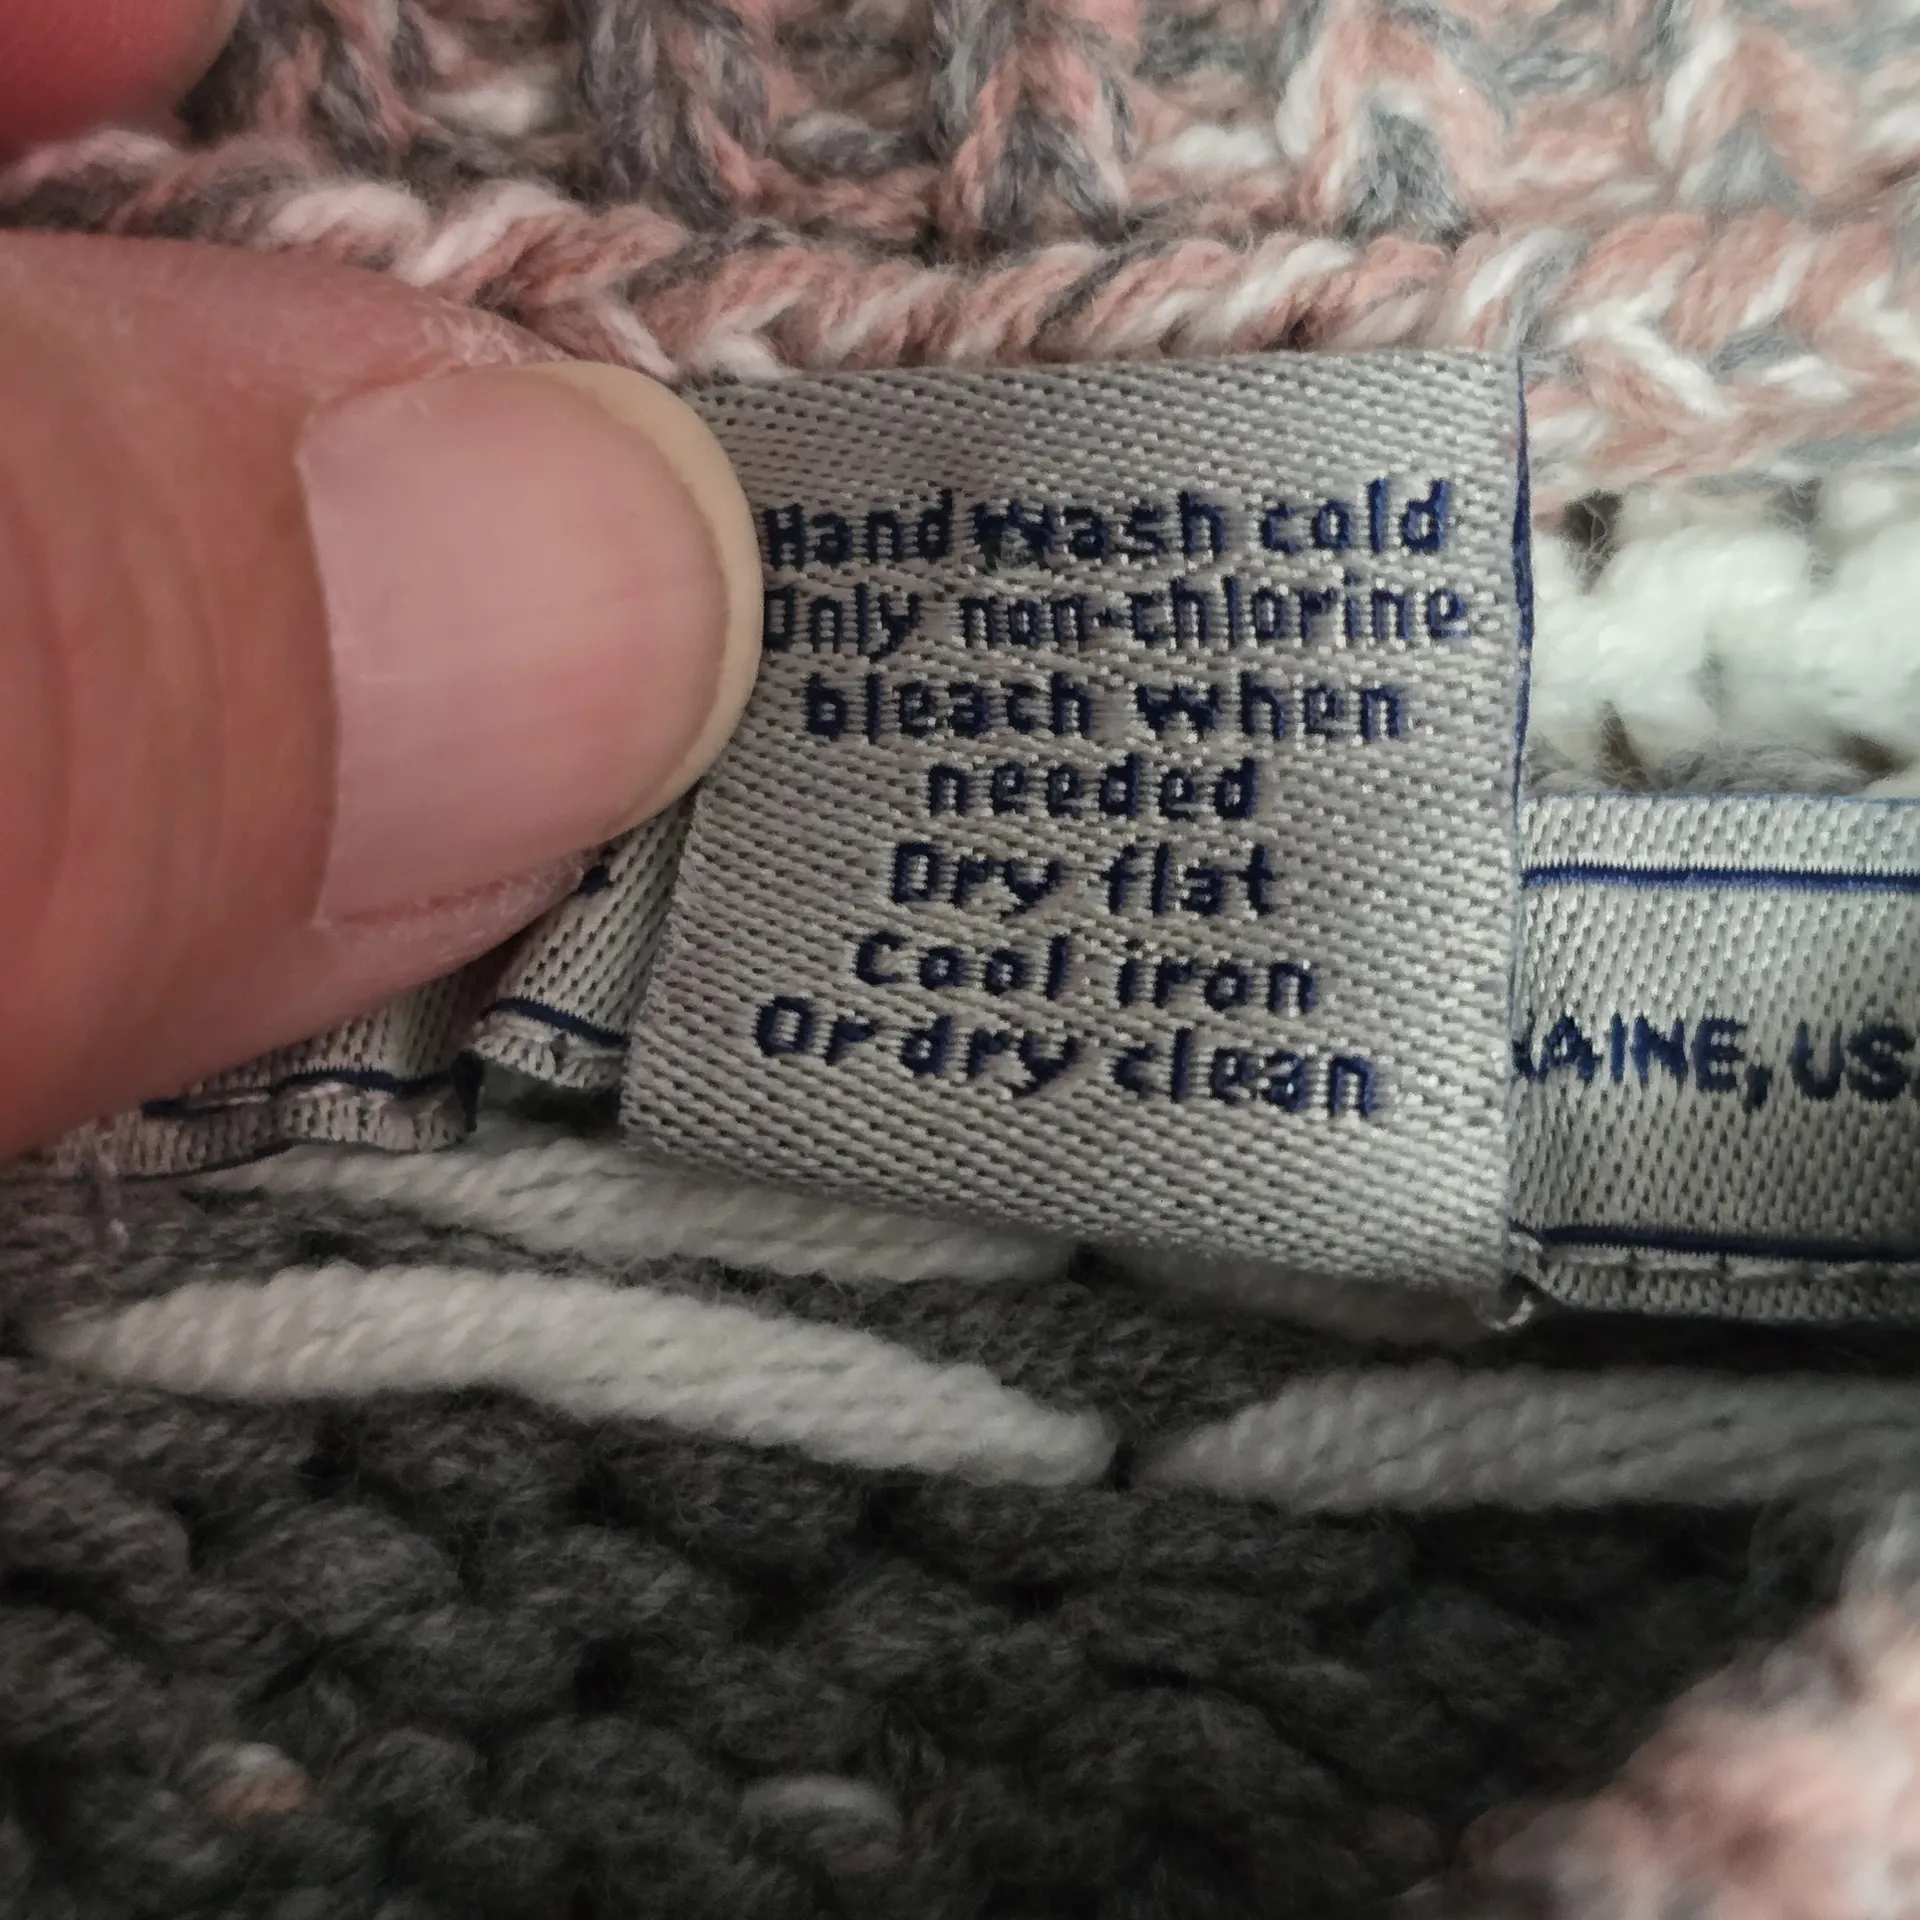 Hand wash cold
Only non-chlorine
bleach when
needed
Dry flat
Cool iron
Or dry clean
AINE, US